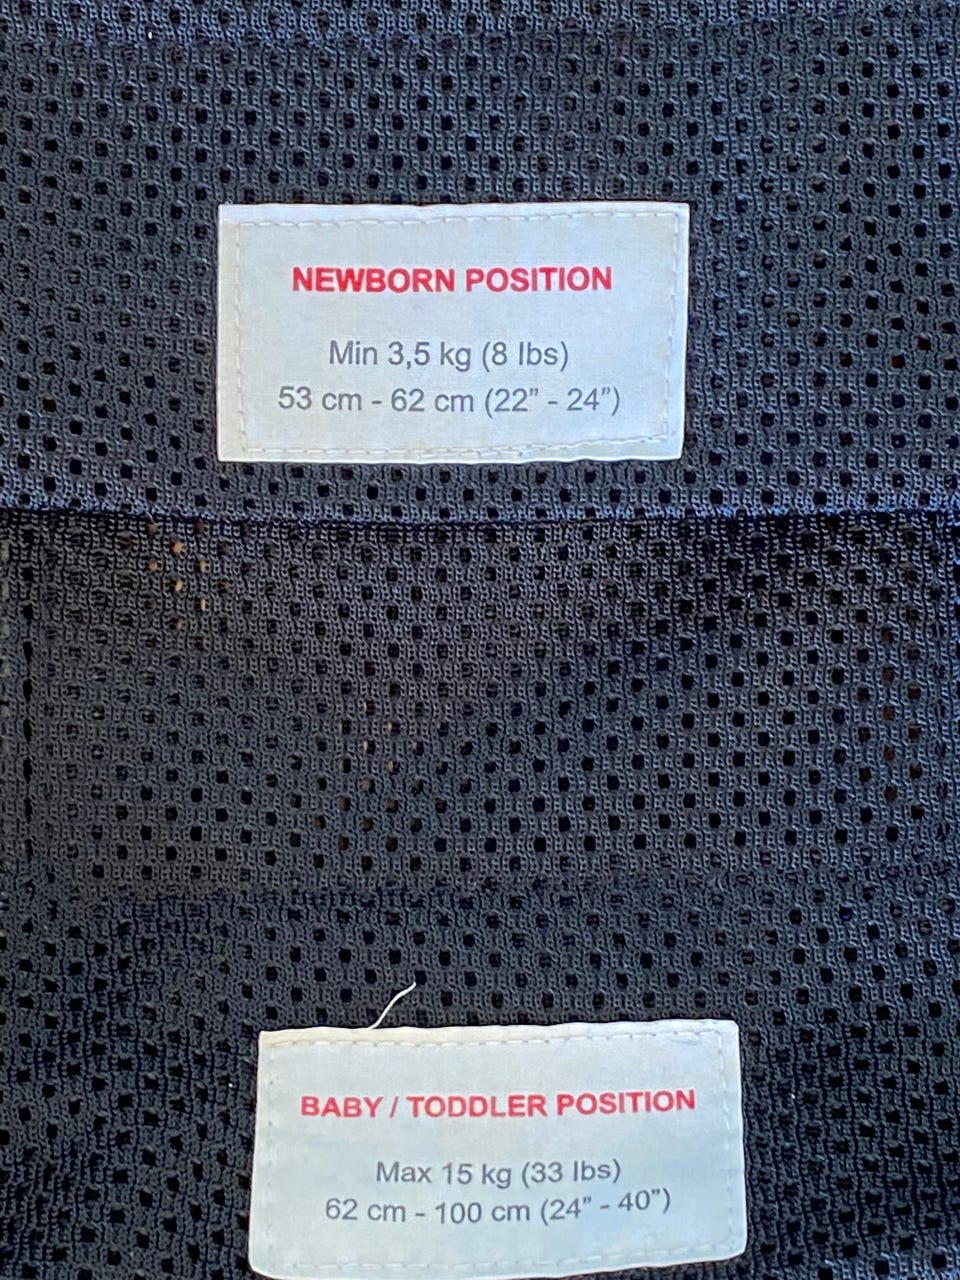 NEWBORN POSITION
Min 3,5 kg (8 lbs)
53 cm - 62 cm (22” - 24”)
BABY / TODDLER POSITION
Max 15 kg (33 lbs)
62 cm - 100 cm (24” - 40”)